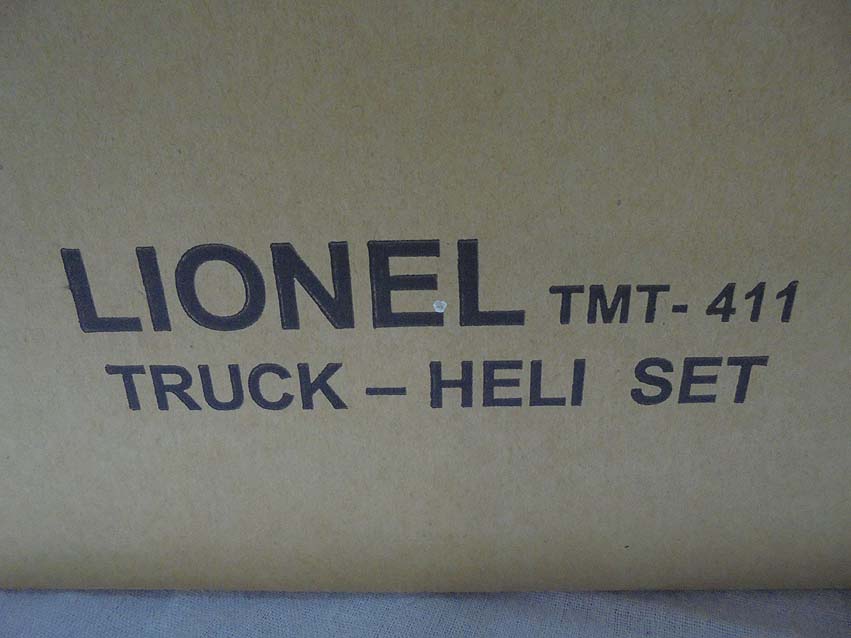 LIONEL TMT- 411
TRUCK – HELI SET